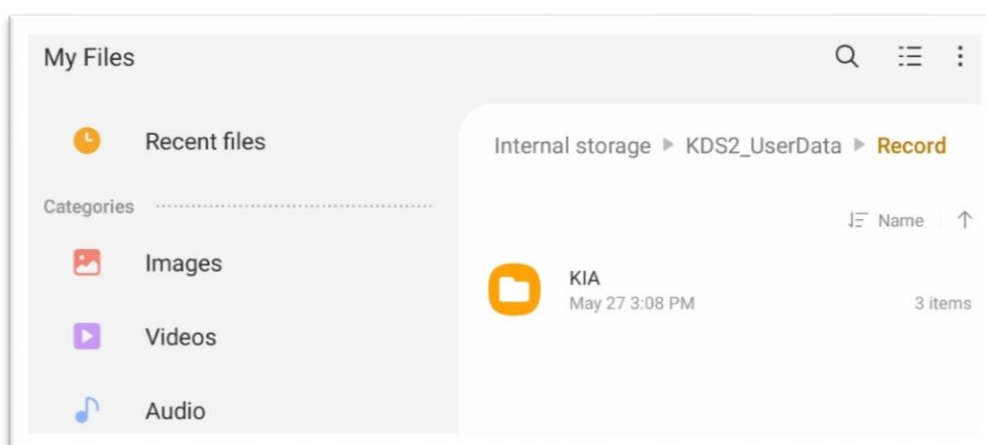 My Files
Recent files
Categories
Images
Videos
Audio
Internal storage ▶ KDS2_UserData ▶ Record
Name
KIA
May 27 3:08 PM
3 items